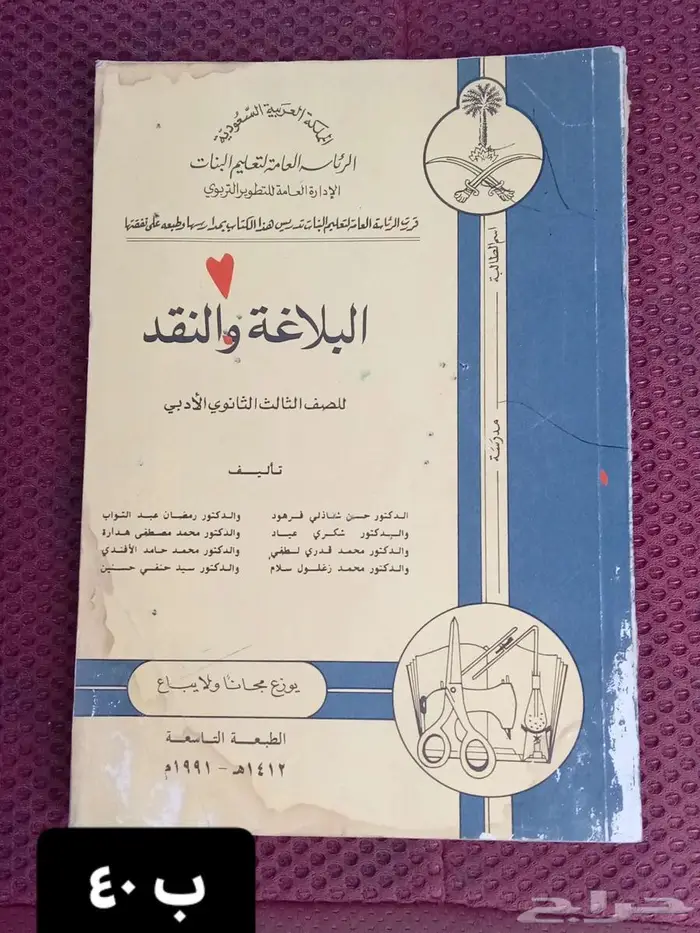 المملكة العربية السعودية
الرئاسة العامة لتعليم البنات
الإدارة العامة للتطوير التربوي
قررت الرئاسة العامة لتعليم البنات تدريس هذا الكتاب بمدارسها وطبعه على نفقتها
البلاغة والنقد
للصف الثالث الثانوي الأدبي
تأليف
الدكتور حسن شاذلي فرهود والدكتور رمضان عبد التواب
والدكتور شكري عياد والدكتور محمد مصطفى هدارة
والدكتور محمد قدري لطفي والدكتور محمد حامد الأفندي
والدكتور محمد زغلول سلام والدكتور سيد حنفي حسنين
اسم الطالبة
مدرسة
يوزع مجانا ولا يباع
الطبعة التاسعة
١٤١٢هـ - ١٩٩١م
ب ٤٠
حراج